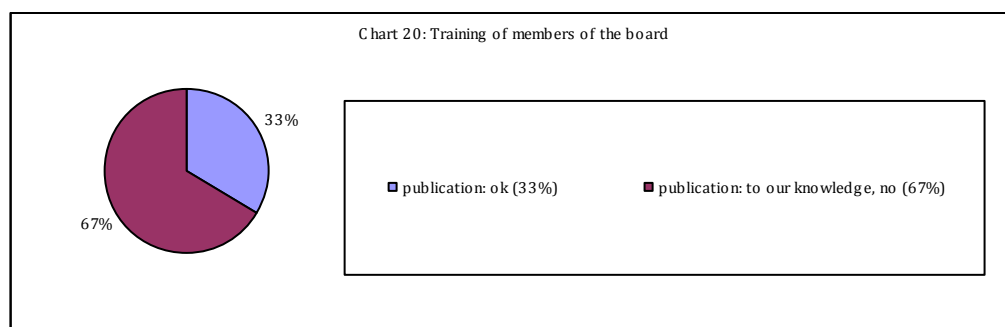 Chart 20: Training of members of the board
33%
67%
publication: ok (33%)
publication: to our knowledge, no (67%)